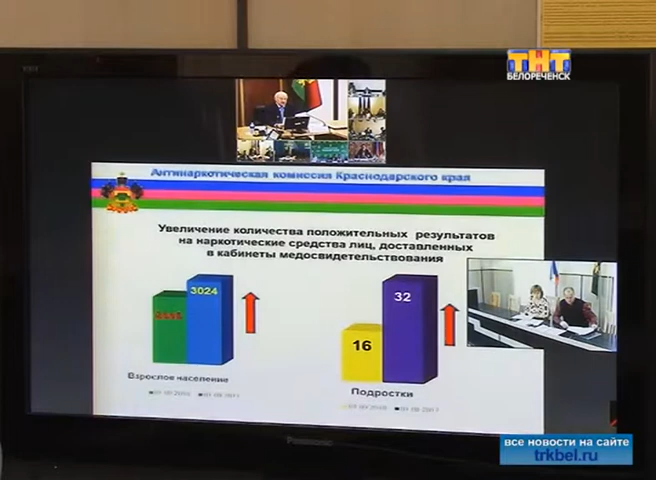 ТНТ
БЕЛОРЕЧЕНСК
Антинаркотическая комиссия Краснодарского края
Увеличение количества положительных результатов
на наркотические средства лиц, доставленных
в кабинеты медосвидетельствования
3024
32
16
Взрослое население
Подростки
все новости на сайте
trkbel.ru